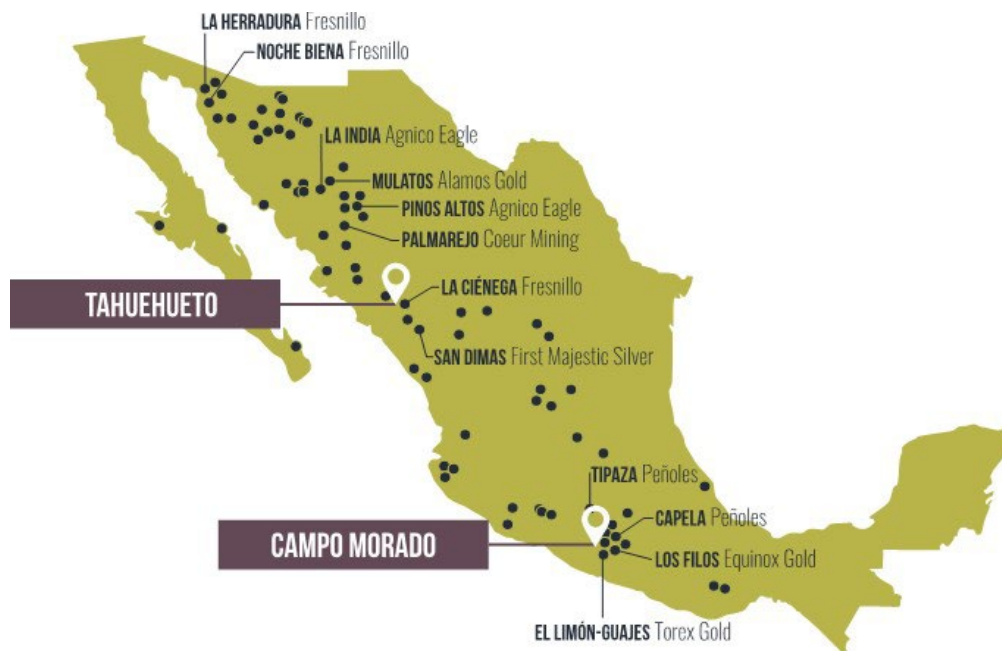 LA HERRADURA Fresnillo
NOCHE BIENA Fresnillo
LA INDIA Agnico Eagle
MULATOS Alamos Gold
PINOS ALTOS Agnico Eagle
PALMAREJO Coeur Mining
LA CIÉNEGA Fresnillo
TAHUEHUETO
SAN DIMAS First Majestic Silver
TIPAZA Peñoles
CAPELA Peñoles
CAMPO MORADO
LOS FILOS Equinox Gold
EL LIMÓN-GUAJES Torex Gold